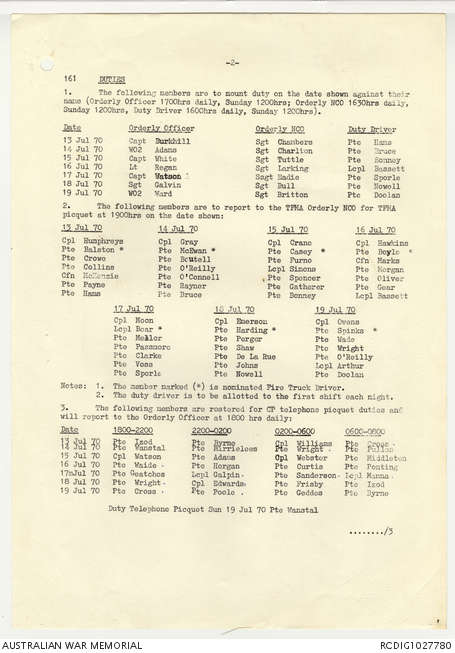 -2-
161 DUTIES
1. The following members are to mount duty on the date shown against their
name (Orderly Officer 1700hrs daily, Sunday 1200hrs; Orderly NCO 1630hrs daily,
Sunday 1200hrs, Duty Driver 1600hrs daily, Sunday 1200hrs).
Date Orderly Officer Orderly NCO Duty Driver
13 Jul 70 Capt Burkhill Sgt Chambers Pte Hams
14 Jul 70 WO2 Adams Sgt Charlton Pte Bruce
15 Jul 70 Capt White Sgt Tuttle Pte Bonney
16 Jul 70 Lt Regan Sgt Larking Lcpl Bassett
17 Jul 70 Capt Watson Ssgt Eadie Pte Sporle
18 Jul 70 Sgt Galvin Sgt Bull Pte Nowell
19 Jul 70 WO2 Ward Sgt Britton Pte Doolan
2. The following members are to report to the TFMA Orderly NCO for TFMA
picquet at 1900hrs on the date shown:
13 Jul 70 14 Jul 70 15 Jul 70 16 Jul 70
Cpl Humphreys Cpl Gray Cpl Crane Cpl Hawkins
Pte Balston * Pte McEwan * Pte Casey * Pte Boyle *
Pte Crowe Pte Boutell Pte Furno Cfn Marks
Pte Collins Pte O'Reilly Lcpl Simons Pte Morgan
Cfn McKenzie Pte O'Connell Pte Spencer Pte Oliver
Pte Payne Pte Rayner Pte Gatherer Pte Gear
Pte Hams Pte Bruce Pte Bonney Lcpl Bassett
17 Jul 70 18 Jul 70 19 Jul 70
Cpl Moon Cpl Emerson Cpl Owens
Lcpl Bear * Pte Harding * Pte Spinks *
Pte Mellor Pte Purger Pte Wade
Pte Passmore Pte Shaw Pte Wright
Pte Clarke Pte De La Rue Pte O'Reilly
Pte Voss Pte Johns Lcpl Arthur
Pte Sporle Pte Nowell Pte Doolan
Notes: 1. The member marked (*) is nominated Fire Truck Driver.
2. The duty driver is to be allotted to the first shift each night.
3. The following members are rostered for CP telephone picquet duties and
will report to the Orderly Officer at 1800 hrs daily:
Date 1800-2200 2200-0200 0200-0600 0600-0800
13 Jul 70 Pte Izod Pte Byrne Cpl Williams Pte Cross
14 Jul 70 Pte Wanstal Pte Mirrielees Pte Wright Pte Pullon
15 Jul 70 Cpl Watson Pte Adams Cpl Webster Pte Middleton
16 Jul 70 Pte Waide Pte Horgan Pte Curtis Pte Ponting
17 Jul 70 Pte Geatches Lcpl Galpin Pte Sanderson Lcpl Manna
18 Jul 70 Pte Wright Cpl Edwards Pte Frisby Pte Izod
19 Jul 70 Pte Cross Pte Poole Pte Geddes Pte Byrne
Duty Telephone Picquet Sun 19 Jul 70 Pte Wanstal
......../3
AUSTRALIAN WAR MEMORIAL RCDIG1027780